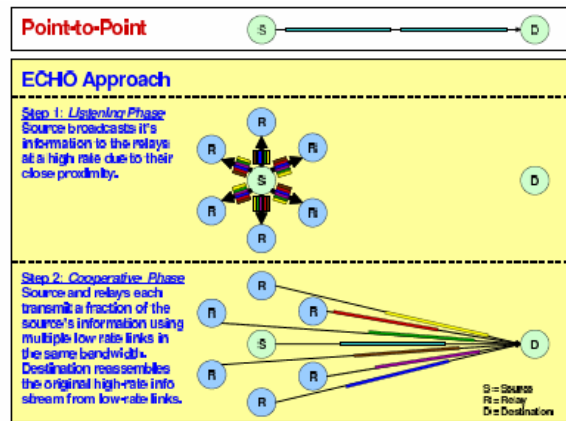 Point-to-Point
S
D
ECHO Approach
Step 1: Listening Phase
Source broadcasts it's
information to the relays
at a high rate due to their
close proximity.
R
R
R
S
D
R
R
R
Step 2: Cooperative Phase
Source and relays each
transmit a fraction of the
source's information using
multiple low rate links in
the same bandwidth.
Destination reassembles
the original high-rate info
stream from low-rate links.
R
R
R
S
D
R
R
R
S = Source
R = Relay
D = Destination